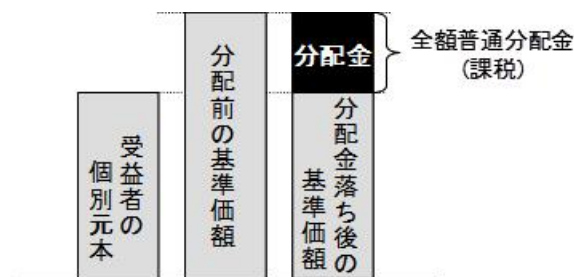 受益者の
個別元本
分配前の基準価額
分配金
分配金落ち後の
基準価額
全額普通分配金
(課税)